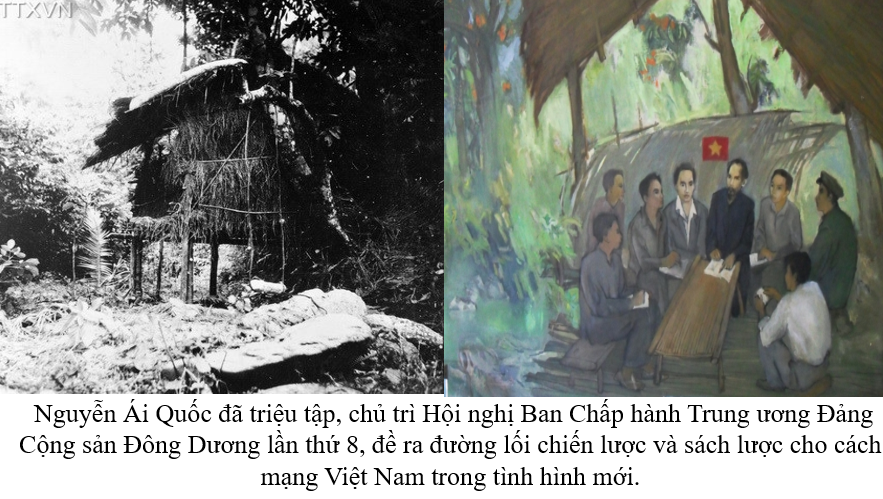 TTXVN
Nguyễn Ái Quốc đã triệu tập, chủ trì Hội nghị Ban Chấp hành Trung ương Đảng
Cộng sản Đông Dương lần thứ 8, đề ra đường lối chiến lược và sách lược cho cách
mạng Việt Nam trong tình hình mới.